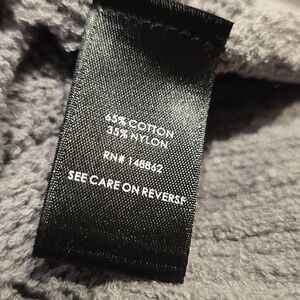 65% COTTON
35% NYLON
RN# 148862
SEE CARE ON REVERSE